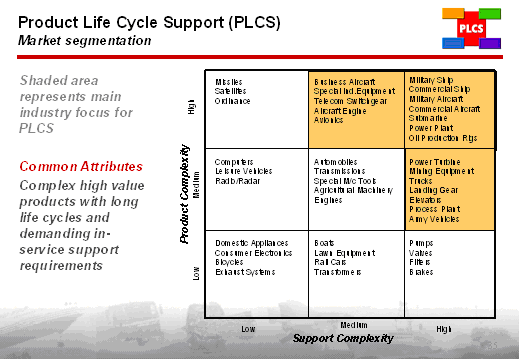 Product Life Cycle Support (PLCS)
Market segmentation
PLCS
Shaded area
represents main
industry focus for
PLCS
Common Attributes
Complex high value
products with long
life cycles and
demanding in-
service support
requirements
Product Complexity
High
Missiles
Satellites
Ordinance
Business Aircraft
Special Ind. Equipment
Telecom Switchgear
Aircraft Engine
Avionics
Military Ship
Commercial Ship
Military Aircraft
Commercial Aircraft
Submarine
Power Plant
Oil Production Rigs
Medium
Computers
Leisure Vehicles
Radio/Radar
Automobiles
Transmissions
Special M/c Tools
Agricultural Machinery
Engines
Power Turbine
Mining Equipment
Trucks
Landing Gear
Elevators
Process Plant
Army Vehicles
Low
Domestic Appliances
Consumer Electronics
Bicycles
Exhaust Systems
Boats
Lawn Equipment
Rail Cars
Transformers
Pumps
Valves
Filters
Brakes
Low
Medium
High
Support Complexity